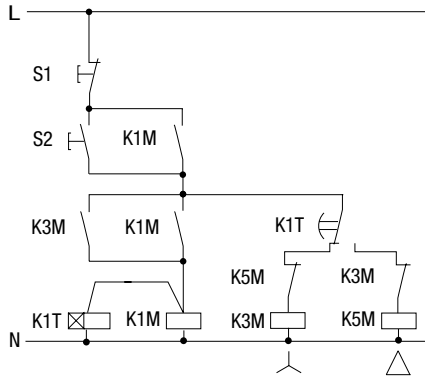 L
S1
S2 K1M
K3M K1M K1T
K5M K3M
K1T K1M K3M K5M
N